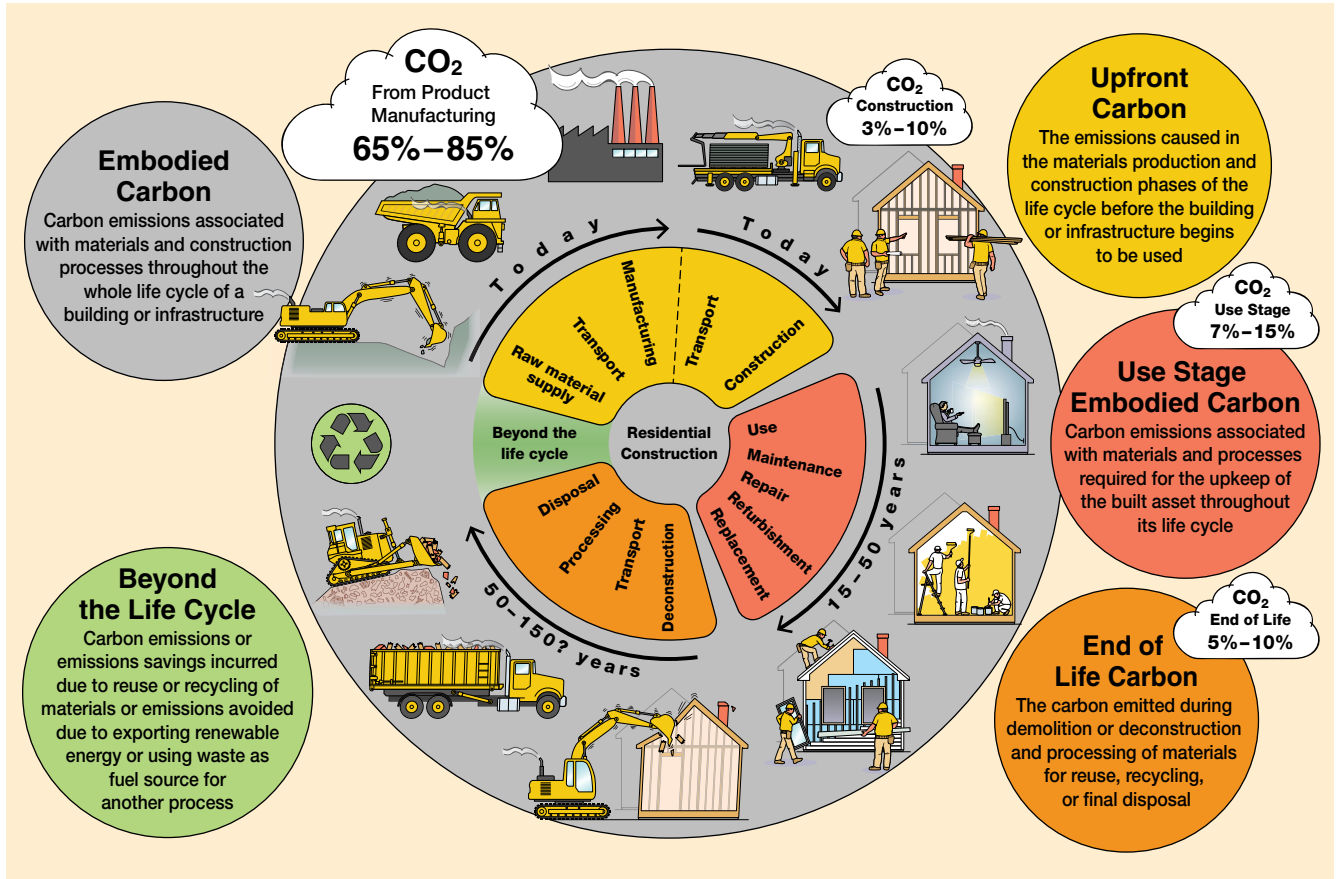 CO₂
From Product
Manufacturing
65%–85%
CO₂
Construction
3%–10%
Upfront
Carbon
The emissions caused in
the materials production and
construction phases of the
life cycle before the building
or infrastructure begins
to be used
Embodied
Carbon
Carbon emissions associated
with materials and construction
processes throughout the
whole life cycle of a
building or infrastructure
Today
Today
Raw material
supply
Transport
Manufacturing
Transport
Construction
CO₂
Use Stage
7%–15%
Use Stage
Embodied Carbon
Carbon emissions associated
with materials and processes
required for the upkeep of
the built asset throughout
its life cycle
Beyond the
life cycle
Residential
Construction
Use
Maintenance
Repair
Refurbishment
Replacement
15–50 years
Disposal
Processing
Transport
Deconstruction
50–150? years
Beyond
the Life Cycle
Carbon emissions or
emissions savings incurred
due to reuse or recycling of
materials or emissions avoided
due to exporting renewable
energy or using waste as
fuel source for
another process
CO₂
End of Life
5%–10%
End of
Life Carbon
The carbon emitted during
demolition or deconstruction
and processing of materials
for reuse, recycling,
or final disposal